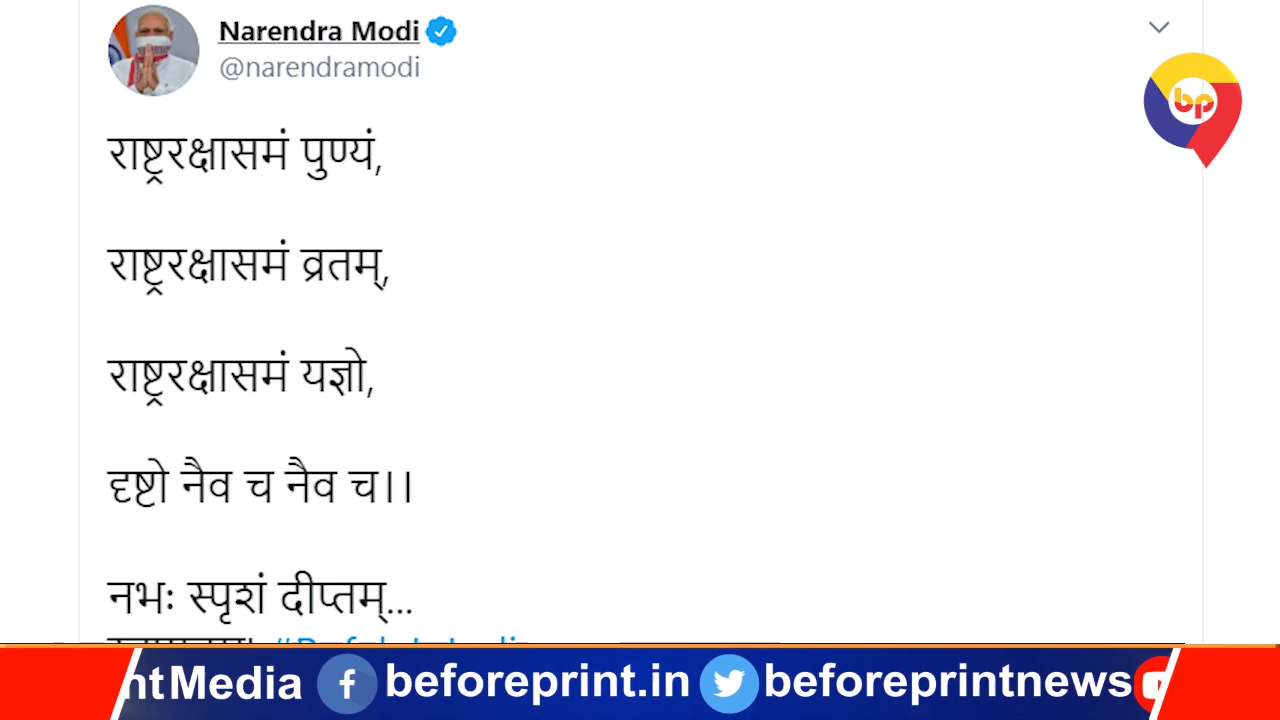 Narendra Modi
@narendramodi
bp
राष्ट्ररक्षासमं पुण्यं,
राष्ट्ररक्षासमं व्रतम्,
राष्ट्ररक्षासमं यज्ञो,
दृष्टो नैव च नैव च।।
नभः स्पृशं दीप्तम्...
ntMedia beforeprint.in beforeprintnews